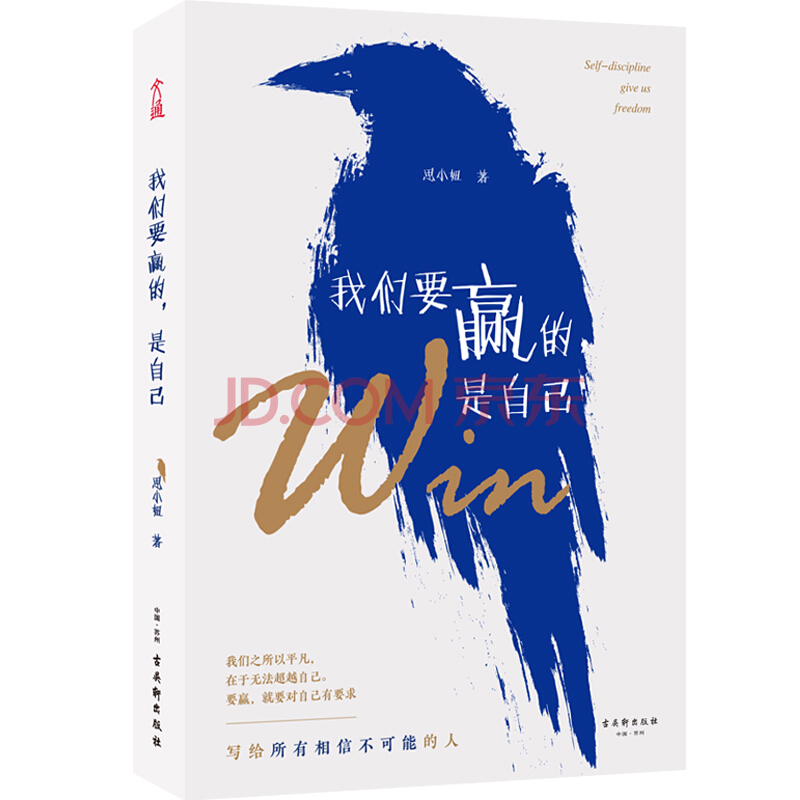 文通
我们要赢的，是自己
思小妞 著
中国·苏州
古吴轩出版社
Self-discipline
give us
freedom
思小妞 著
我们要赢的
是自己
Win
JD.COM 京东
我们之所以平凡，
在于无法超越自己。
要赢，就要对自己有要求
写给所有相信不可能的人
古吴轩出版社
中国·苏州